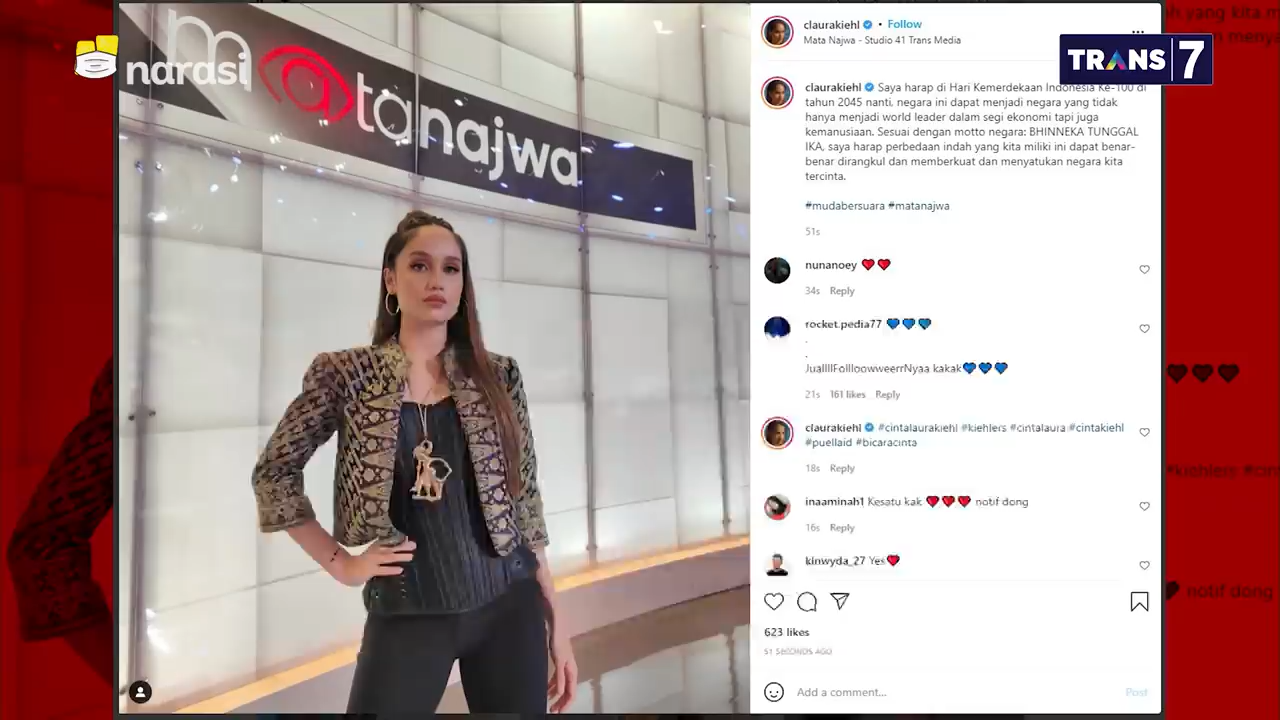 m
narasi
matanajwa
TRANS 7
claurakiehl • Follow
Mata Najwa - Studio 41 Trans Media
claurakiehl Saya harap di Hari Kemerdekaan Indonesia Ke-100 di
tahun 2045 nanti, negara ini dapat menjadi negara yang tidak
hanya menjadi world leader dalam segi ekonomi tapi juga
kemanusiaan. Sesuai dengan motto negara: BHINNEKA TUNGGAL
IKA, saya harap perbedaan indah yang kita miliki ini dapat benar-
benar dirangkul dan memberkuat dan menyatukan negara kita
tercinta.
#mudabersuara #matanajwa
51s
nunanoey ❤️❤️
34s Reply
rocket.pedia77 💙💙💙
.
.
JualllIFollloowweerrNyaa kakak💙💙💙
21s 161 likes Reply
claurakiehl #cintalaurakiehl #kiehlers #cintalaura #cintakiehl
#puellaid #bicaracinta
18s Reply
inaaminah1 Kesatu kak ❤️❤️❤️ notif dong
16s Reply
kinwyda_27 Yes❤️
623 likes
51 SECONDS AGO
Add a comment...
Post